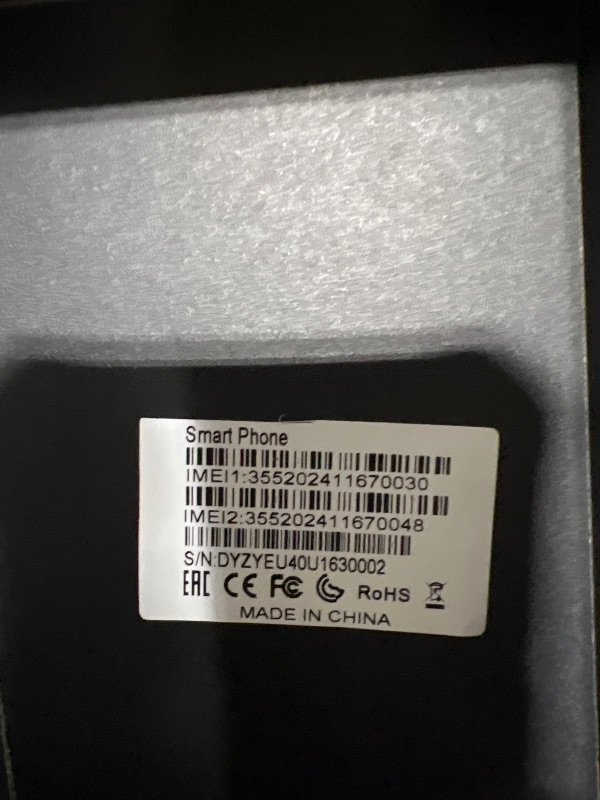 Smart Phone
IMEI1:355202411670030
IMEI2:355202411670048
S/N:DYZYEU40U1630002
EAC CE FC RoHS
MADE IN CHINA